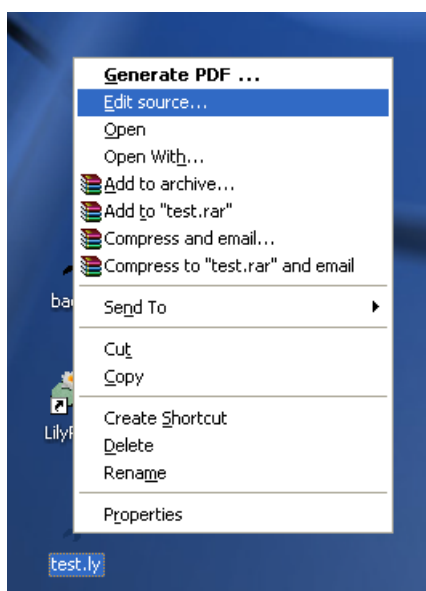 Generate PDF ...
Edit source...
Open
Open With...
Add to archive...
Add to "test.rar"
Compress and email...
Compress to "test.rar" and email
Send To
Cut
Copy
Create Shortcut
Delete
Rename
Properties
test.ly